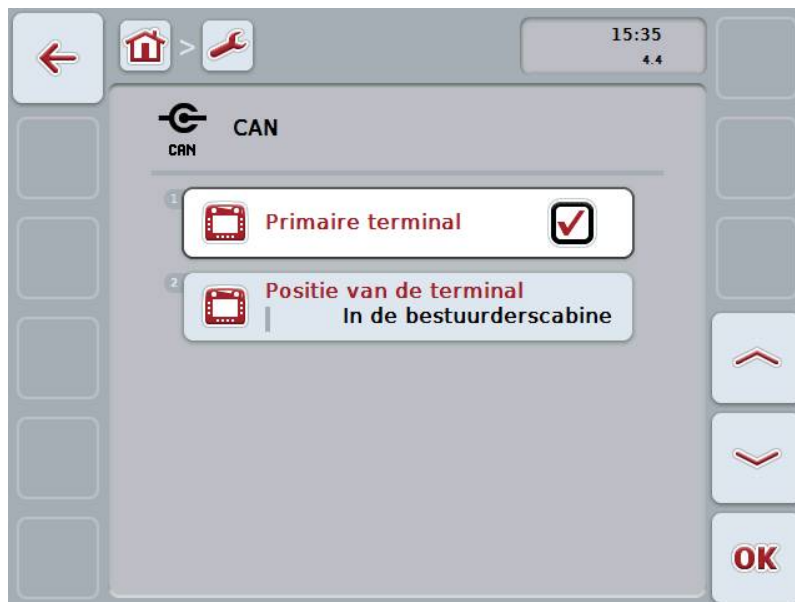 >
15:35
4.4
CAN
CAN
1
Primaire terminal
2
Positie van de terminal
In de bestuurderscabine
OK